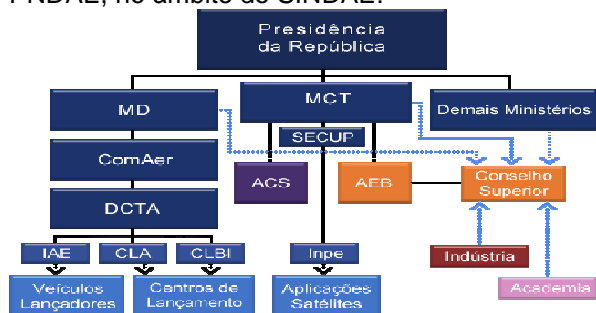 PNDAE, no âmbito do SINDAE:
Presidência
da República
MD
MCT
Demais Ministérios
SECUP
ComAer
ACS
AEB
Conselho
Superior
DCTA
IAE
CLA
CLBI
Inpe
Indústria
Veículos
Lançadores
Centros de
Lançamento
Aplicações
Satélites
Academia